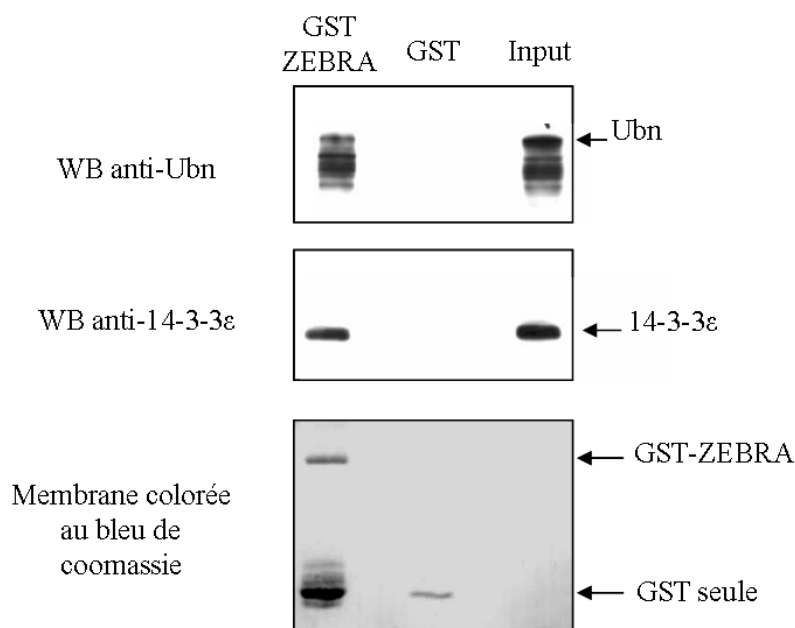 GST
ZEBRA
GST
Input
WB anti-Ubn
Ubn
WB anti-14-3-3ε
14-3-3ε
Membrane colorée
au bleu de
coomassie
GST-ZEBRA
GST seule